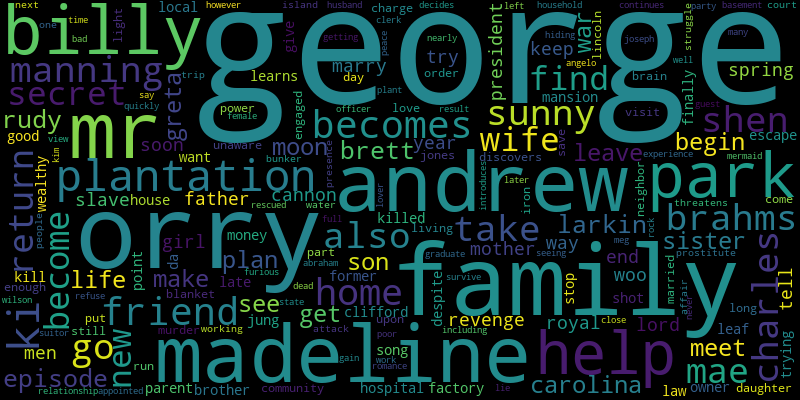 george
billy
mr
orry
andrew
family
madeline
plantation
park
help
manning
secret
greta
rudy
good
soon
try
keep
order
marry
day
learns
give
local
charge
brain
trip
light
time
bad
clerk
getting
peace
island
husband
hiding
nearly
joseph
household
decides
however
next
say
quickly
one
president
war
lincoln
find
mansion
angelo
plant
continues
party
basement
court
many
well
struggle
finally
visit
save
guest
shen
spring
escape
begin
sunny
wife
leave
becomes
brett
year
jones
moon
love
result
officer
engaged
power
female
unaware
want
view
kim
wealthy
people
return
kill
ki
become
slave
house
father
cannon
presence
bunker
rescued
water
lover
living
discovers
introduces
later
iron
neighbor
experience
mermaid
threatens
come
brahms
sister
charles
tell
trying
take
larkin
way
mother
also
killed
full
girl
da
money
plan
part
son
former
despite
graduate
survive
seeing
meg
rock
end
woo
stop
prostitute
married
affair
never
long
leaf
near
meet
mae
owner
daughter
law
carolina
royal
lord
shot
close
revenge
including
upon
clifford
home
see
get
jung
furious
state
abraham
dead
late
blanket
make
point
life
friend
new
go
men
episode
enough
refuse
wilson
suitor
put
still
run
murder
working
attack
gain
poor
work
romance
song
hospital
factory
lie
community
brother
parent
relationship
appointed
left